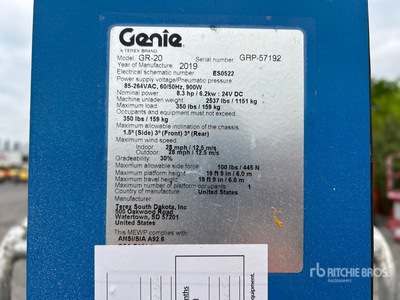 Genie
A TEREX BRAND
Model: GR-20 Serial number: GRP-57192
Year of Manufacture: 2019
Electrical schematic number ES0522
Supply voltage/Pneumatic pressure
85-264VAC, 60/50Hz, 900W
Nominal power 8.3 hp / 6.2kw : 24V DC
Machine unladen weight 2537 lbs / 1151 kg
Maximum load 350 lbs / 159 kg
Occupants and equipment must not exceed:
350 lbs / 159 kg
Maximum allowable inclination of the chassis
1.5° (Side) 3° (Front) 3° (Rear)
Maximum wind speed:
Indoor 28 mph / 12.5 m/s
Outdoor 28 mph / 12.5 m/s
Gradeability 30%
Maximum allowable side force 100 lbs / 445 N
Maximum platform height 19 ft 9 in / 6.0 m
Maximum travel height 19 ft 9 in / 6.0 m
Maximum number of platform occupants 1
Country of manufacture United States
Manufacturer
Terex South Dakota, Inc
500 Oakwood Road
Watertown, SD 57201
United States
This MEWP complies with
ANSI/SIA A92.6
equipment.
rb RITCHIE BROS.
Auctioneers